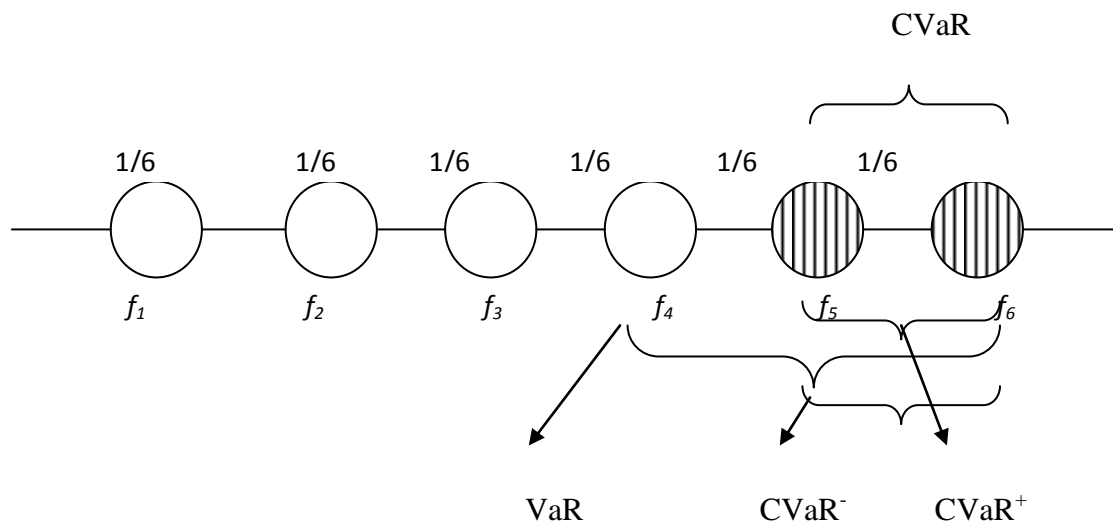 CVaR
1/6 1/6 1/6 1/6 1/6 1/6
f₁ f₂ f₃ f₄ f₅ f₆
VaR CVaR⁻ CVaR⁺